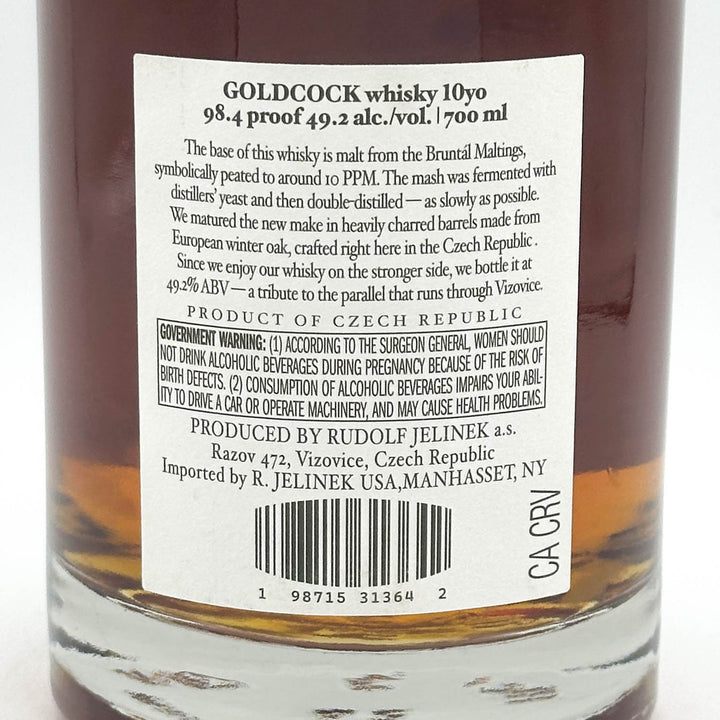 GOLDCOCK whisky 10yo
98.4 proof 49.2 alc./vol. | 700 ml
The base of this whisky is malt from the Bruntál Maltings,
symbolically peated to around 10 PPM. The mash was fermented with
distillers' yeast and then double-distilled — as slowly as possible.
We matured the new make in heavily charred barrels made from
European winter oak, crafted right here in the Czech Republic.
Since we enjoy our whisky on the stronger side, we bottle it at
49.2% ABV — a tribute to the parallel that runs through Vizovice.
PRODUCT OF CZECH REPUBLIC
GOVERNMENT WARNING: (1) ACCORDING TO THE SURGEON GENERAL, WOMEN SHOULD
NOT DRINK ALCOHOLIC BEVERAGES DURING PREGNANCY BECAUSE OF THE RISK OF
BIRTH DEFECTS. (2) CONSUMPTION OF ALCOHOLIC BEVERAGES IMPAIRS YOUR ABIL-
ITY TO DRIVE A CAR OR OPERATE MACHINERY, AND MAY CAUSE HEALTH PROBLEMS.
PRODUCED BY RUDOLF JELINEK a.s.
Razov 472, Vizovice, Czech Republic
Imported by R. JELINEK USA,MANHASSET, NY
CA CRV
1 98715 31364 2